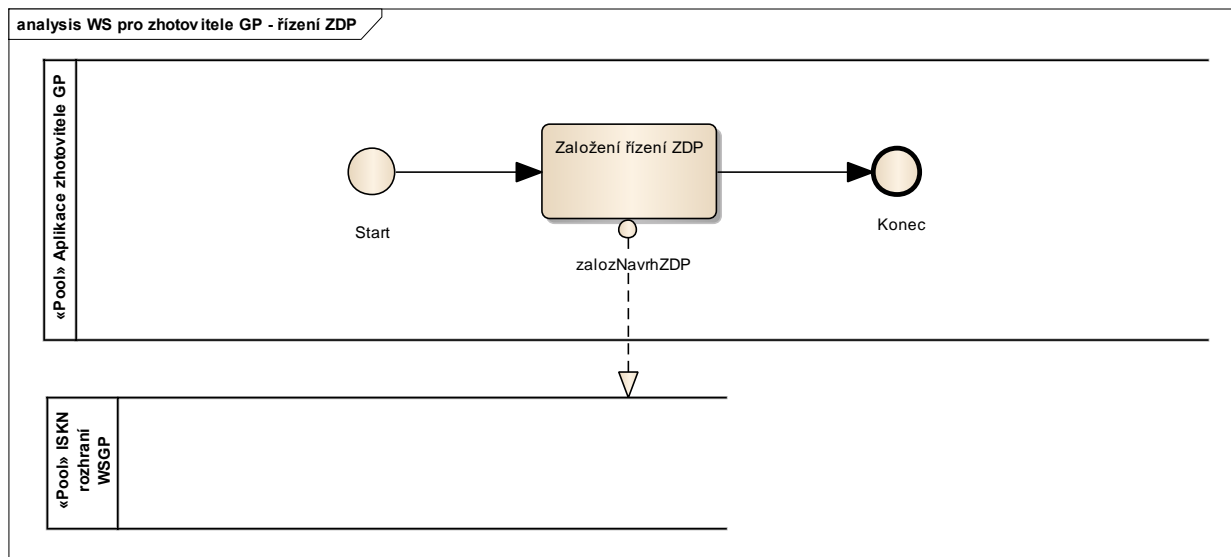 analysis WS pro zhotovitele GP - řízení ZDP
«Pool» Aplikace zhotovitele GP
Založení řízení ZDP
Start
Konec
zalozNavrhZDP
«Pool» ISKN
rozhraní
WSGP